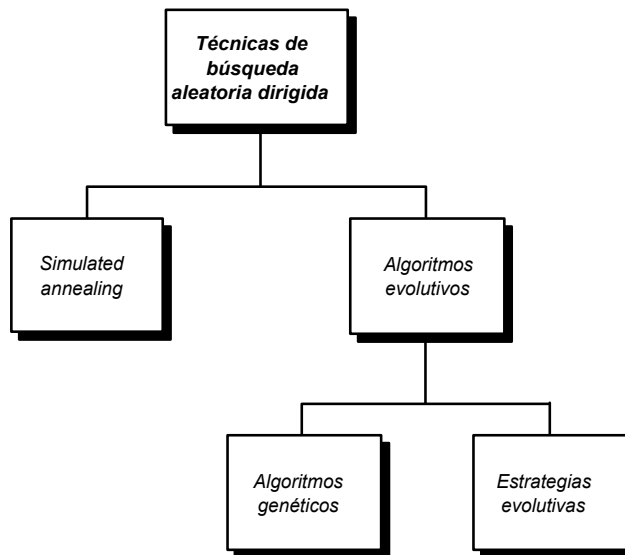 Técnicas de
búsqueda
aleatoria dirigida
Simulated
annealing
Algoritmos
evolutivos
Algoritmos
genéticos
Estrategias
evolutivas